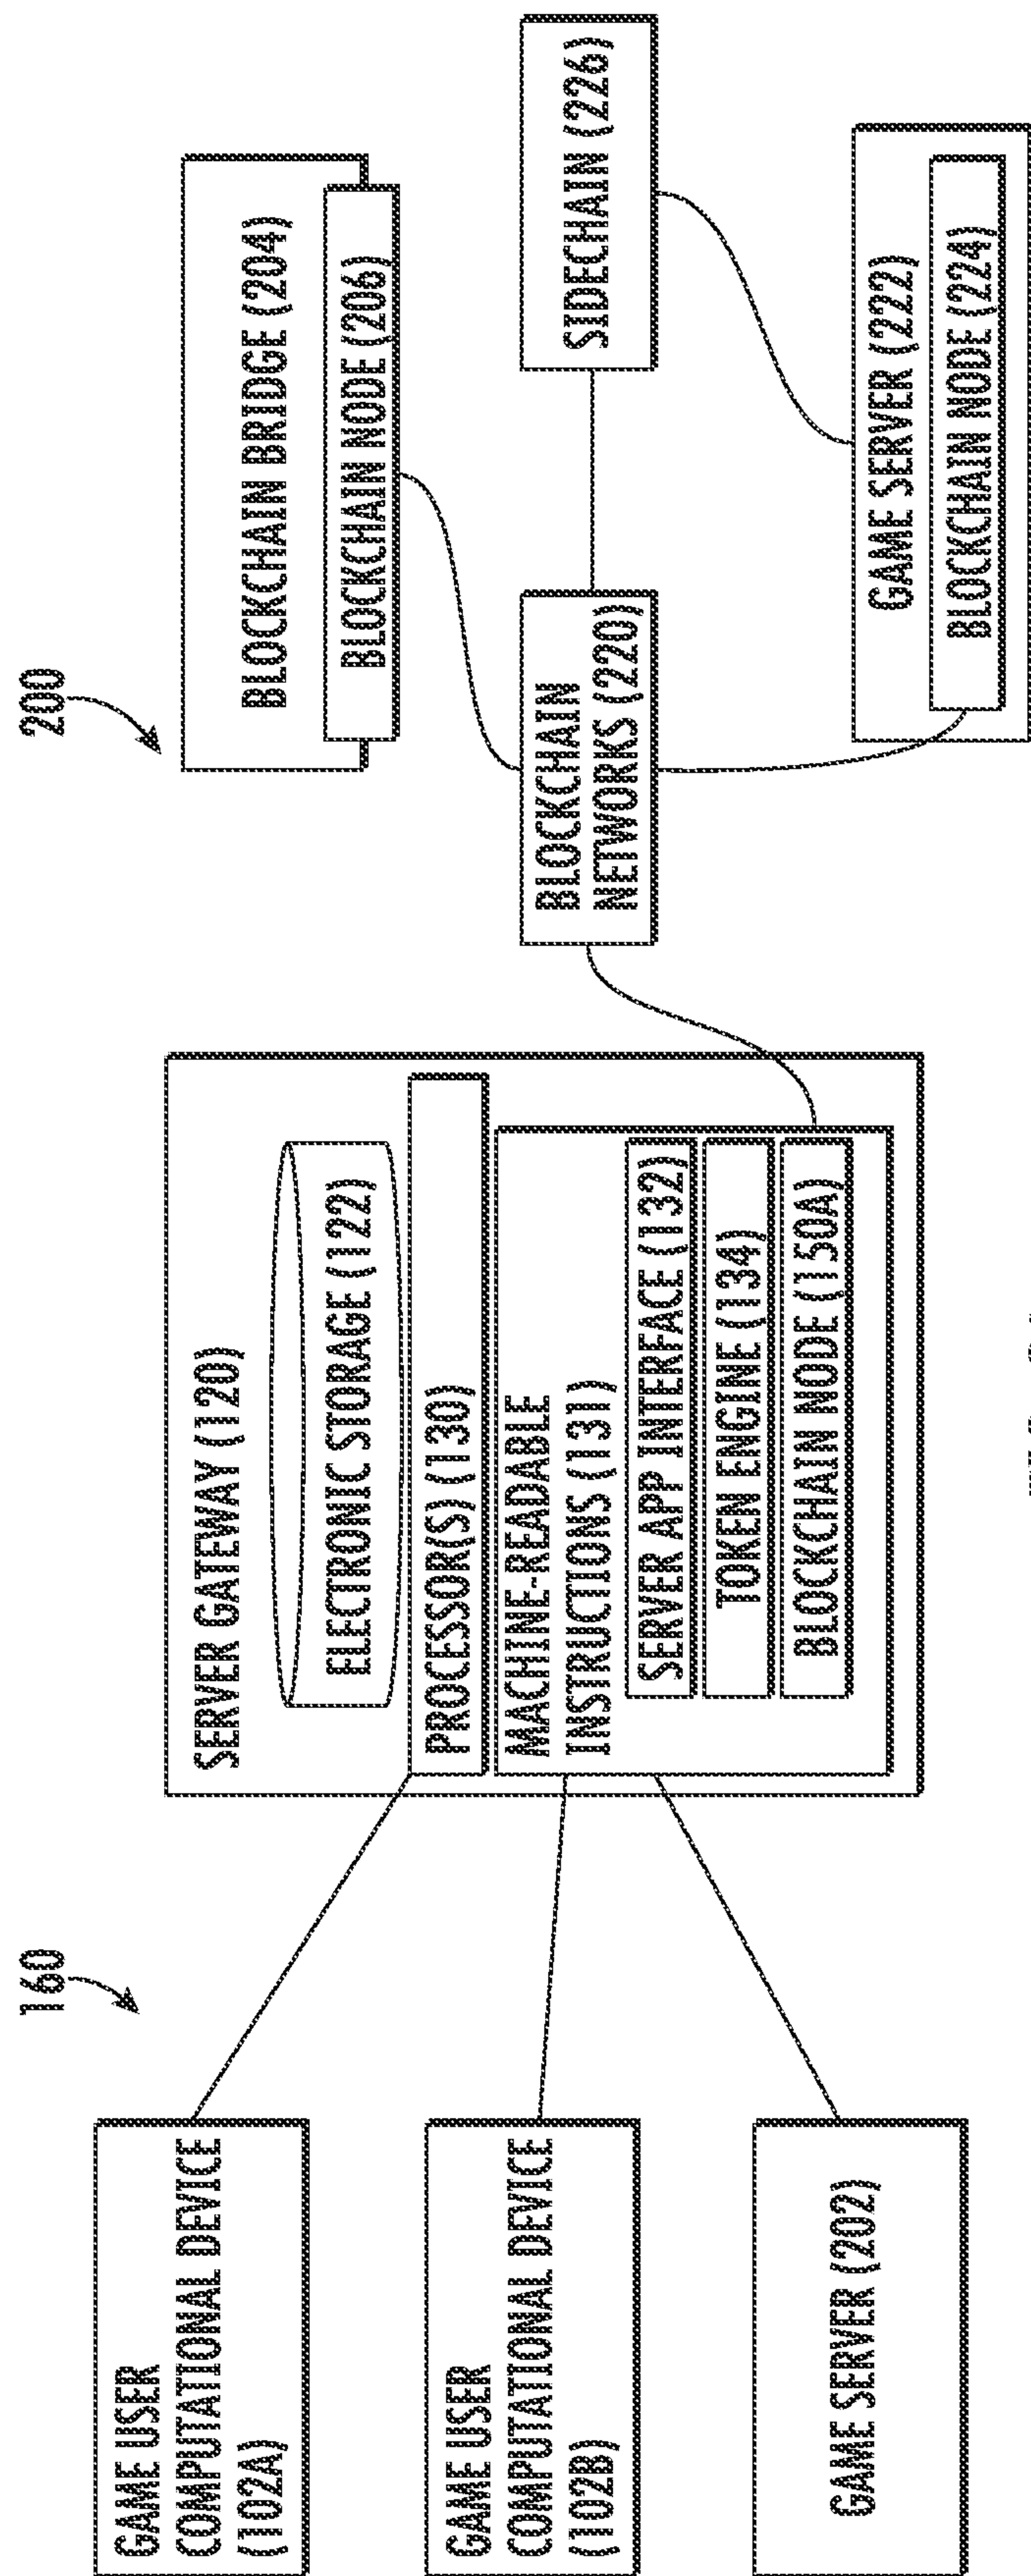 160
200
GAME USER
COMPUTATIONAL DEVICE
(102A)
GAME USER
COMPUTATIONAL DEVICE
(102B)
GAME SERVER (202)
SERVER GATEWAY (120)
ELECTRONIC STORAGE (122)
PROCESSOR(S) (130)
MACHINE-READABLE
INSTRUCTIONS (131)
SERVER APP INTERFACE (132)
TOKEN ENGINE (134)
BLOCKCHAIN NODE (150A)
BLOCKCHAIN BRIDGE (204)
BLOCKCHAIN NODE (206)
BLOCKCHAIN
NETWORKS (220)
SIDECHAIN (226)
GAME SERVER (222)
BLOCKCHAIN NODE (224)